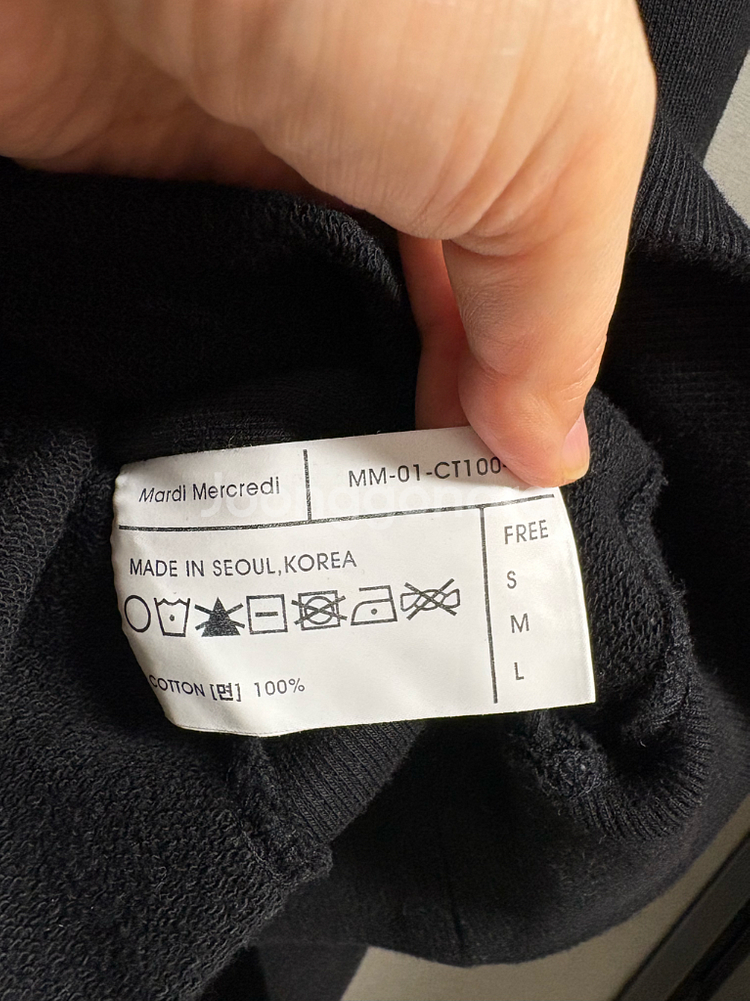 Mardi Mercredi
MM-01-CT100-
MADE IN SEOUL,KOREA
COTTON [면] 100%
FREE
S
M
L